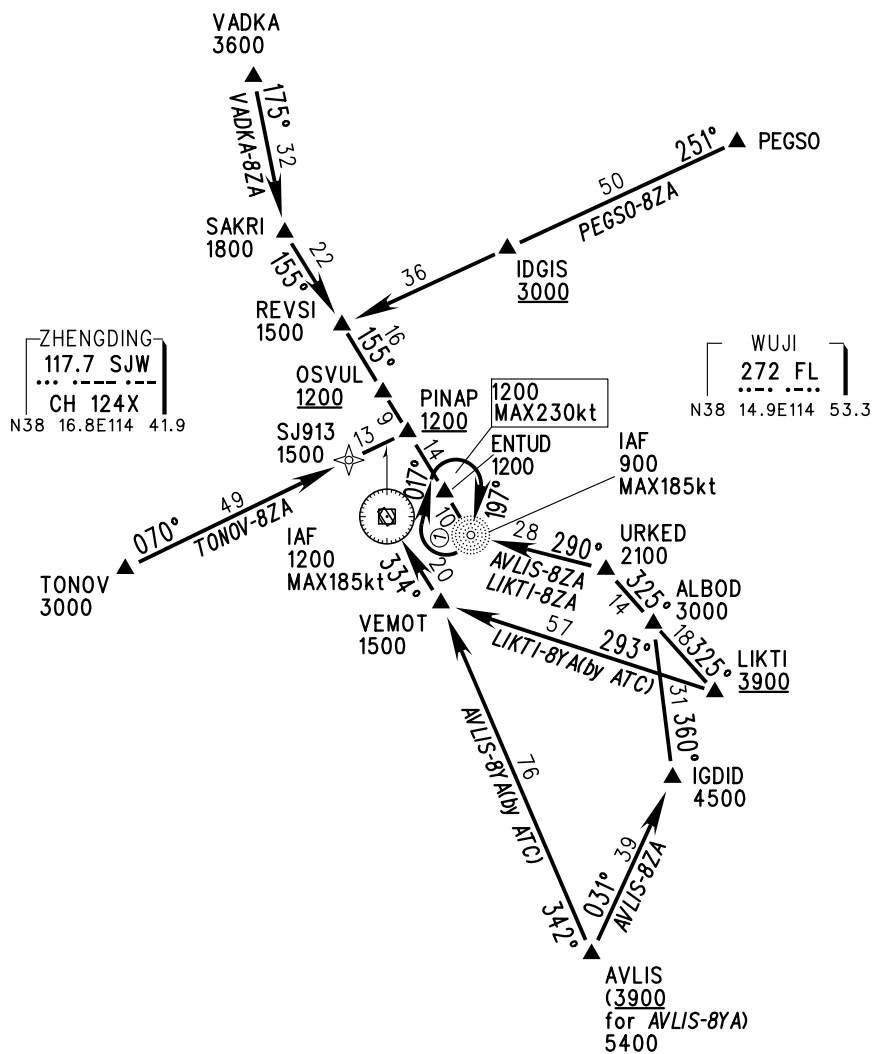 VADKA
3600
175°
32
VADKA-8ZA
PEGSO
251°
50
PEGSO-8ZA
SAKRI
1800
22
155°
IDGIS
3000
36
REVSI
1500
16
155°
ZHENGDING
117.7 SJW
··· ·--- ·--
CH 124X
N38 16.8E114 41.9
WUJI
272 FL
··-· ·-··
N38 14.9E114 53.3
OSVUL
1200
9
PINAP
1200
1200
MAX230kt
SJ913
1500
13
14
ENTUD
1200
IAF
900
MAX185kt
017°
197°
49
070°
TONOV-8ZA
TONOV
3000
10
1
IAF
1200
MAX185kt
20
334°
28
290°
AVLIS-8ZA
LIKTI-8ZA
URKED
2100
325°
14
ALBOD
3000
VEMOT
1500
57
293°
LIKTI-8YA(by ATC)
18
325°
LIKTI
3900
31
360°
AVLIS-8YA(by ATC)
76
342°
IGDID
4500
39
031°
AVLIS-8ZA
AVLIS
(3900
for AVLIS-8YA)
5400